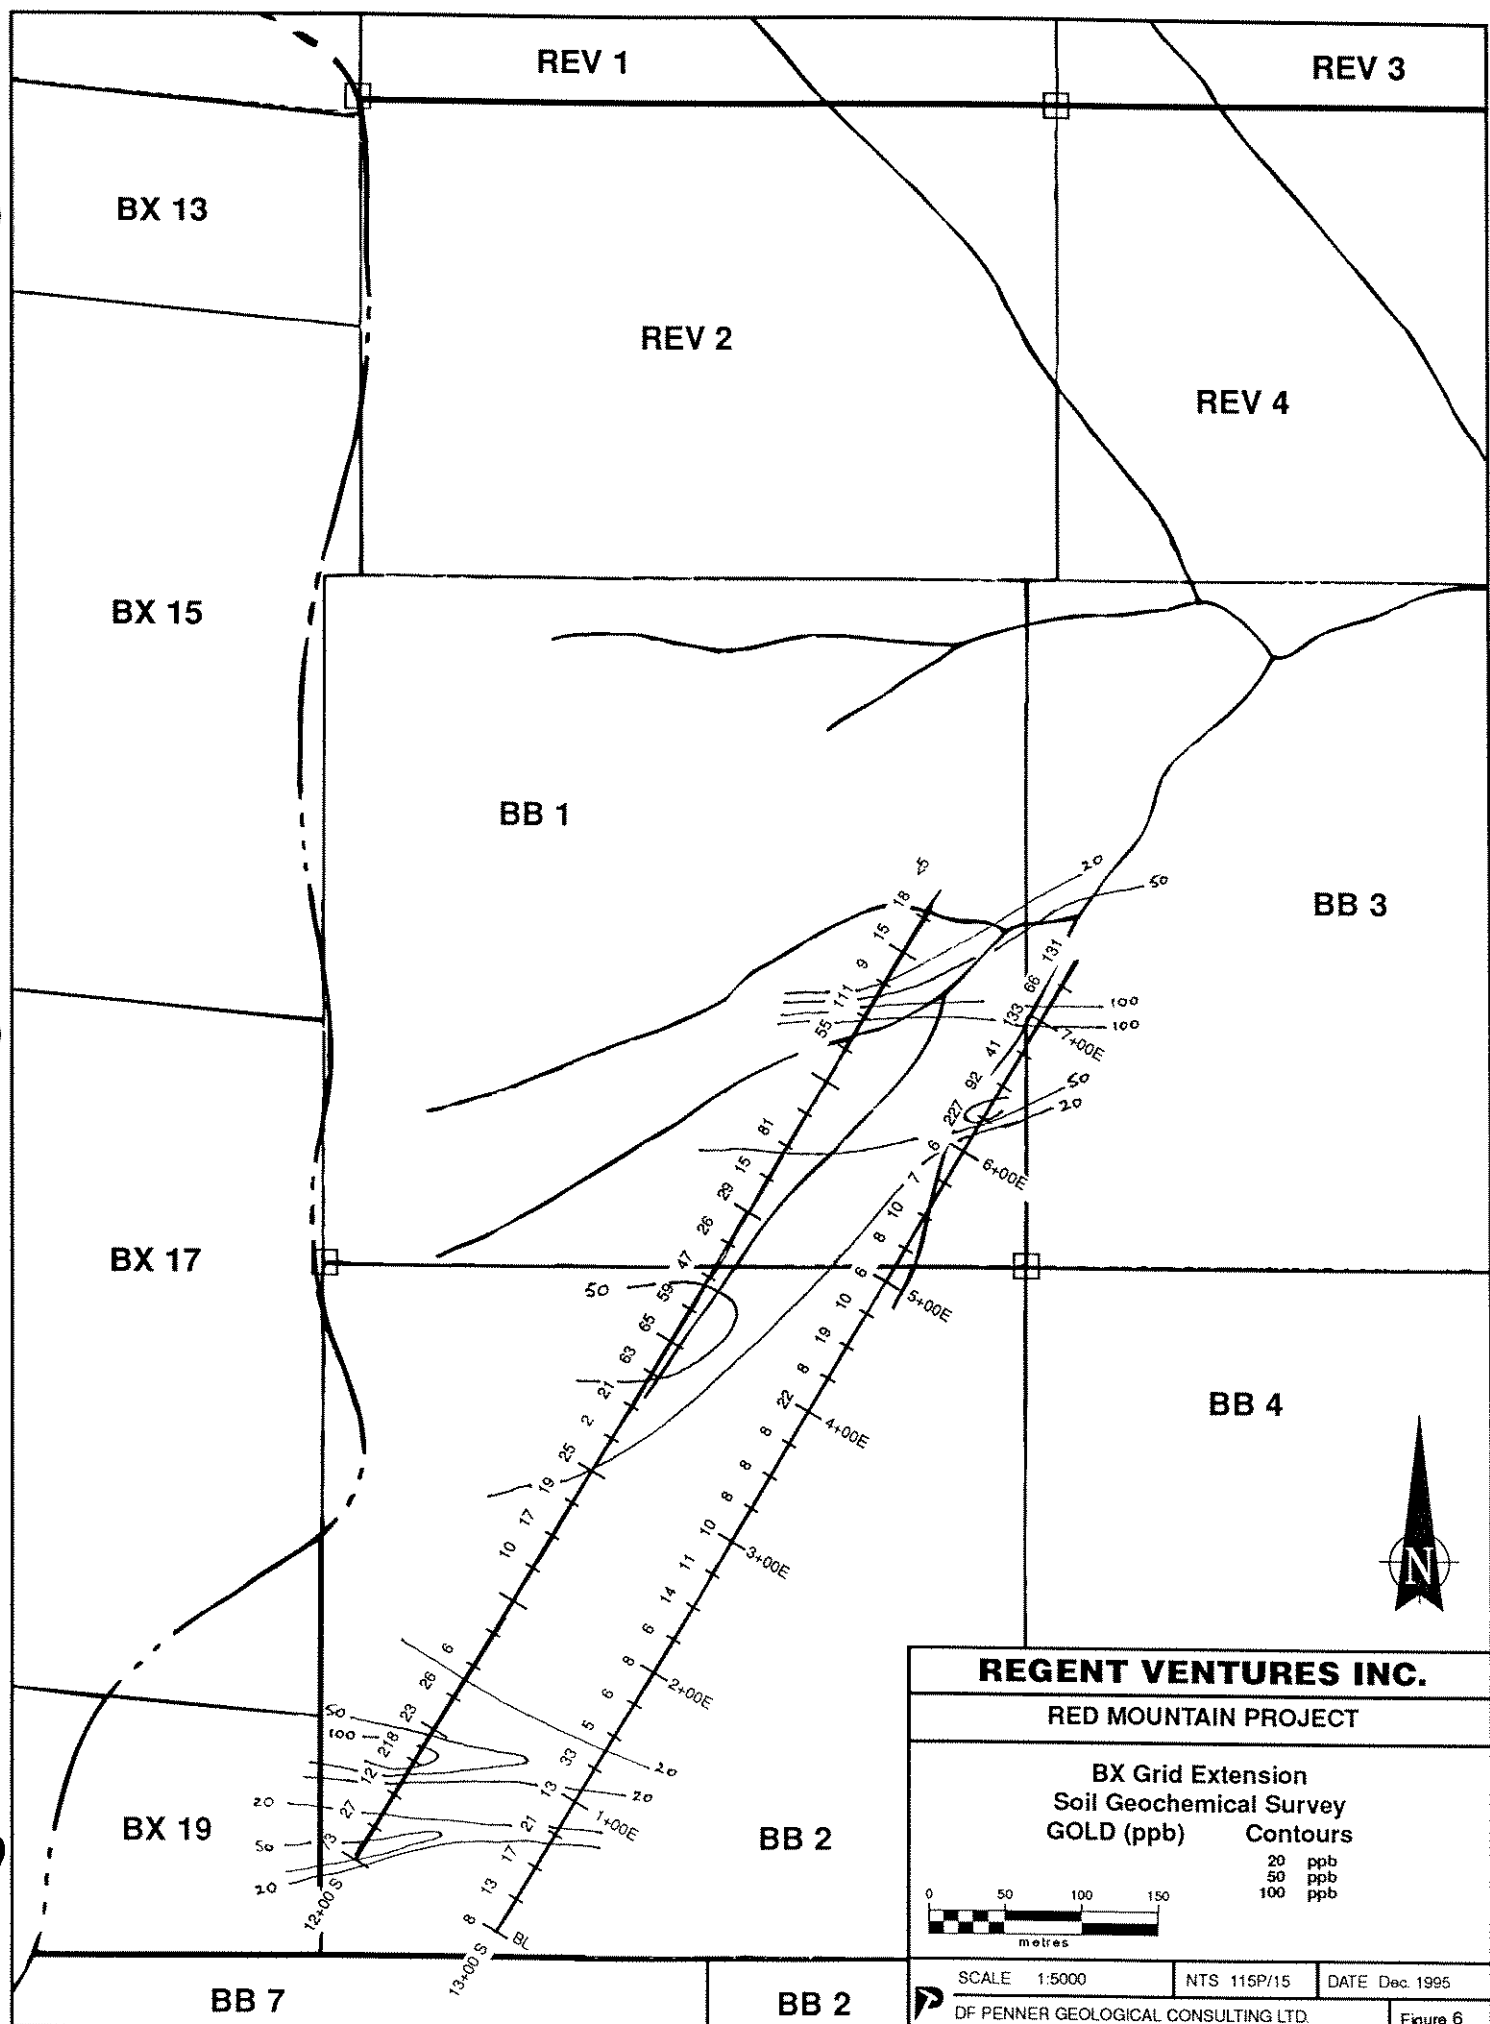 REV 1
REV 3
BX 13
REV 2
REV 4
BX 15
BB 1
BB 3
25
18
15
9
111
55
81
15
29
26
47
59
65
63
21
2
25
19
17
10
6
26
23
218
121
27
73
12+00 S
131
66
133
41
92
227
6
7
10
8
6
10
19
8
22
8
8
8
10
11
14
6
8
6
5
33
13
21
17
13
8
13+00 S
BL
1+00E
2+00E
3+00E
4+00E
5+00E
6+00E
7+00E
20
50
100
100
50
20
50
50
100
20
20
20
50
20
BX 17
BB 4
BX 19
BB 2
BB 7
BB 2
N
REGENT VENTURES INC.
RED MOUNTAIN PROJECT
BX Grid Extension
Soil Geochemical Survey
GOLD (ppb) Contours
20 ppb
50 ppb
100 ppb
0 50 100 150
metres
SCALE 1:5000 NTS 115P/15 DATE Dec. 1995
DF PENNER GEOLOGICAL CONSULTING LTD. Figure 6